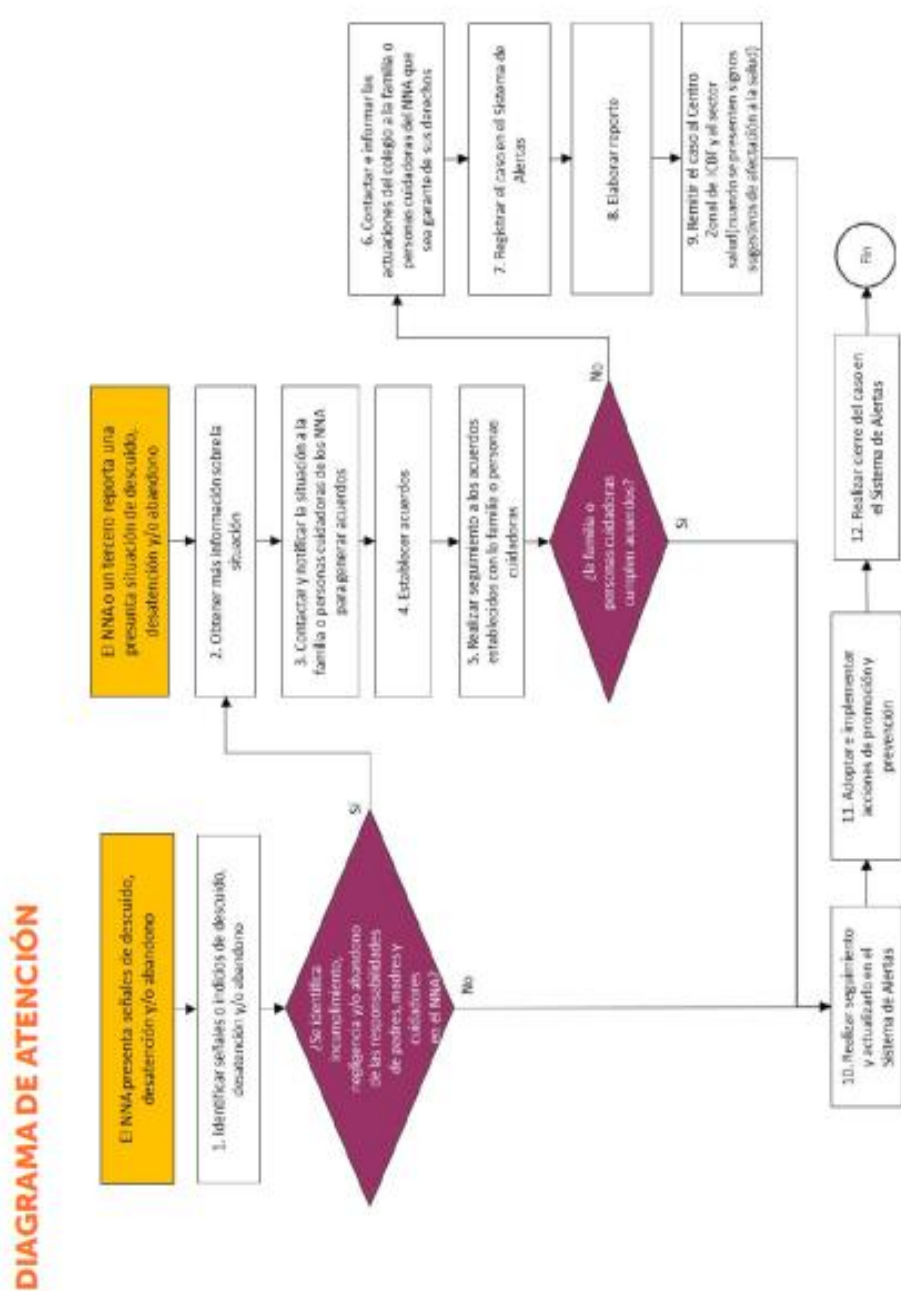 DIAGRAMA DE ATENCIÓN
El NNA presenta señales de descuido,
desatención y/o abandono
1. Identificar señales o indicios de descuido,
desatención y/o abandono
¿Se identifica
incumplimiento,
negligencia y/o abandono
de las responsabilidades
de padres, madres y
cuidadores
en el NNA?
Sí
No
El NNA o un tercero reporta una
presunta situación de descuido,
desatención y/o abandono
2. Obtener más información sobre la
situación
3. Contactar y notificar la situación a la
familia o personas cuidadoras de los NNA
para generar acuerdos
4. Establecer acuerdos
5. Realizar seguimiento a los acuerdos
establecidos con la familia o personas
cuidadoras
¿la familia o
personas cuidadoras
cumplen acuerdos?
No
Sí
6. Contactar e informar las
actuaciones del colegio a la familia o
personas cuidadoras del NNA que
sea garante de sus derechos
7. Registrar el caso en el Sistema de
Alertas
8. Elaborar reporte
9. Remitir el caso al Centro
Zonal de ICBF y al sector
salud(cuando se presenten signos
sugestivos de afectación a la salud)
10. Realizar seguimiento
y actualizarlo en el
Sistema de Alertas
11. Adoptar e implementar
acciones de promoción y
prevención
12. Realizar cierre del caso en
el Sistema de Alertas
Fin